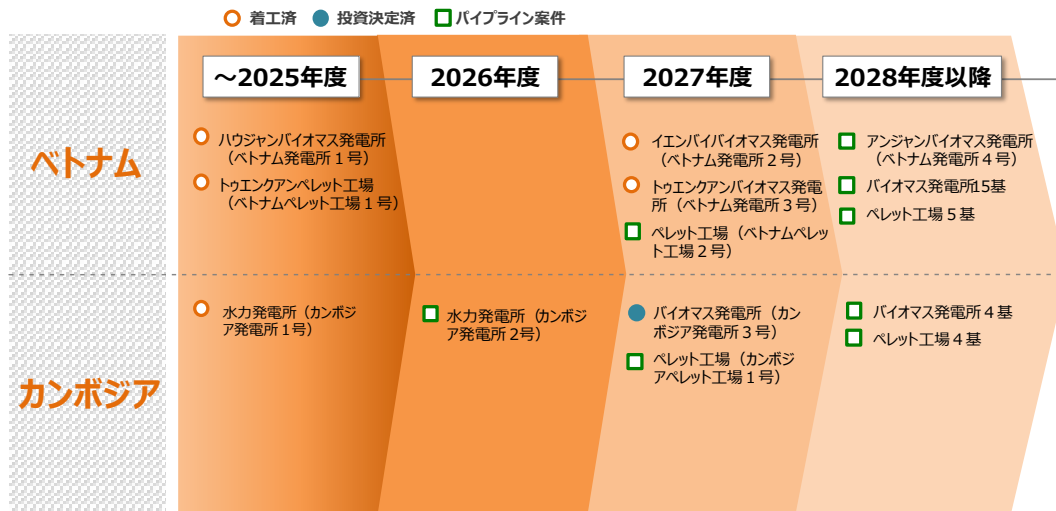 着工済 投資決定済 パイプライン案件
～2025年度 2026年度 2027年度 2028年度以降
ベトナム
ハウジャンバイオマス発電所
（ベトナム発電所１号）
トゥエンクアンペレット工場
（ベトナムペレット工場１号）
イエンバイバイオマス発電所
（ベトナム発電所２号）
トゥエンクアンバイオマス発電
所（ベトナム発電所３号）
ペレット工場（ベトナムペレッ
ト工場２号）
アンジャンバイオマス発電所
（ベトナム発電所４号）
バイオマス発電所15基
ペレット工場５基
カンボジア
水力発電所（カンボジ
ア発電所１号）
水力発電所（カンボジ
ア発電所２号）
バイオマス発電所（カン
ボジア発電所３号）
ペレット工場（カンボジ
アペレット工場１号）
バイオマス発電所４基
ペレット工場４基